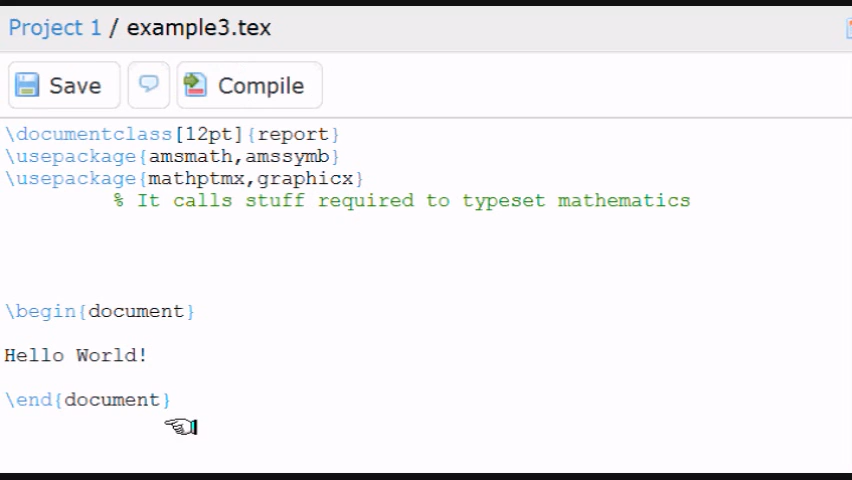 Project 1 / example3.tex
Save
Compile
\documentclass[12pt]{report}
\usepackage{amsmath,amssymb}
\usepackage{mathptmx,graphicx}
% It calls stuff required to typeset mathematics
\begin{document}
Hello World!
\end{document}